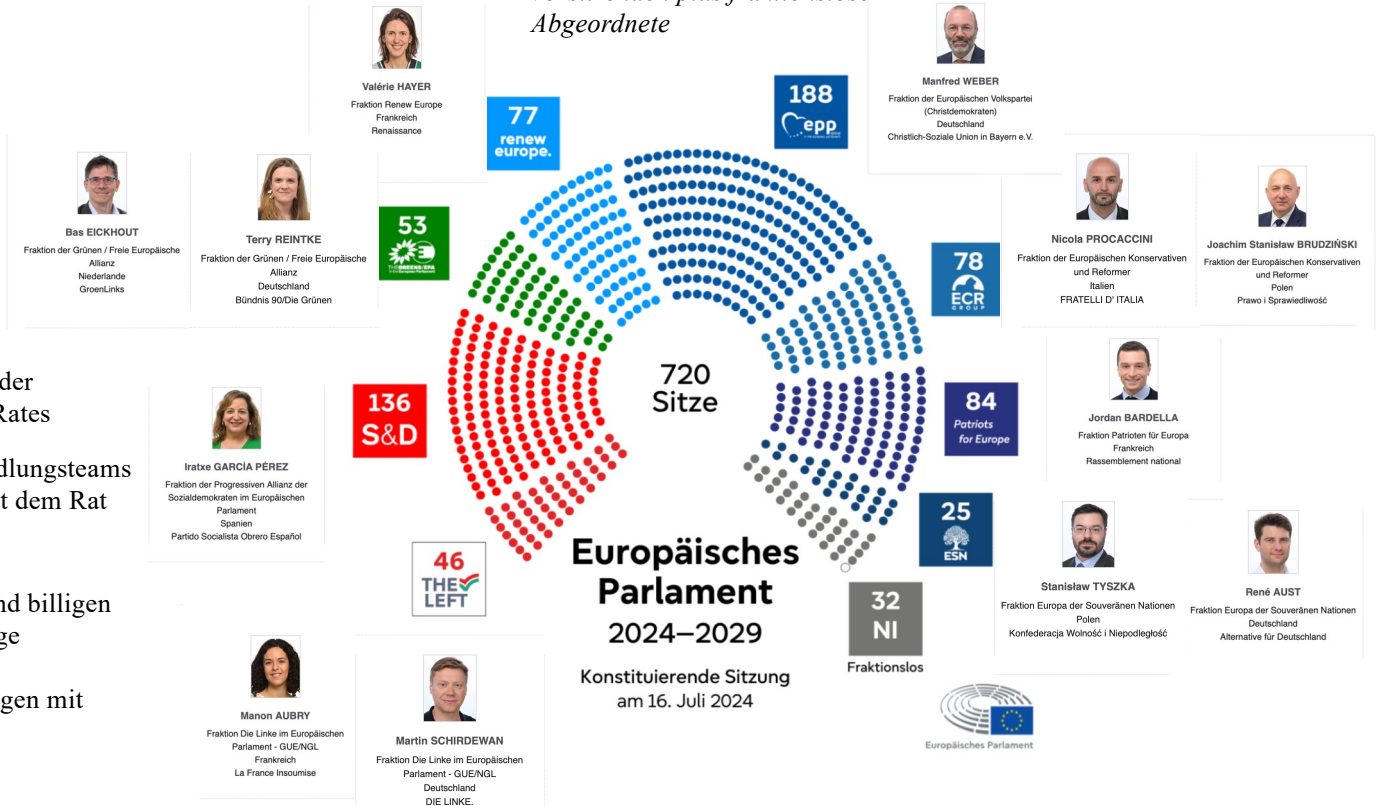 Abgeordnete
Valérie HAYER
Fraktion Renew Europe
Frankreich
Renaissance
77
renew
europe.
188
epp
Manfred WEBER
Fraktion der Europäischen Volkspartei
(Christdemokraten)
Deutschland
Christlich-Soziale Union in Bayern e.V.
Bas EICKHOUT
Fraktion der Grünen / Freie Europäische
Allianz
Niederlande
GroenLinks
Terry REINTKE
Fraktion der Grünen / Freie Europäische
Allianz
Deutschland
Bündnis 90/Die Grünen
53
THE GREENS/EFA
in the European Parliament
78
ECR
GROUP
Nicola PROCACCINI
Fraktion der Europäischen Konservativen
und Reformer
Italien
FRATELLI D' ITALIA
Joachim Stanisław BRUDZIŃSKI
Fraktion der Europäischen Konservativen
und Reformer
Polen
Prawo i Sprawiedliwość
der
Rates
dlungsteams
t dem Rat
nd billigen
ge
gen mit
Iratxe GARCÍA PÉREZ
Fraktion der Progressiven Allianz der
Sozialdemokraten im Europäischen
Parlament
Spanien
Partido Socialista Obrero Español
136
S&D
720
Sitze
84
Patriots
for Europe
Jordan BARDELLA
Fraktion Patrioten für Europa
Frankreich
Rassemblement national
46
THE
LEFT
Europäisches
Parlament
2024–2029
Konstituierende Sitzung
am 16. Juli 2024
25
ESN
Stanisław TYSZKA
Fraktion Europa der Souveränen Nationen
Polen
Konfederacja Wolność i Niepodległość
René AUST
Fraktion Europa der Souveränen Nationen
Deutschland
Alternative für Deutschland
32
NI
Fraktionslos
Manon AUBRY
Fraktion Die Linke im Europäischen
Parlament - GUE/NGL
Frankreich
La France Insoumise
Martin SCHIRDEWAN
Fraktion Die Linke im Europäischen
Parlament - GUE/NGL
Deutschland
DIE LINKE.
Europäisches Parlament